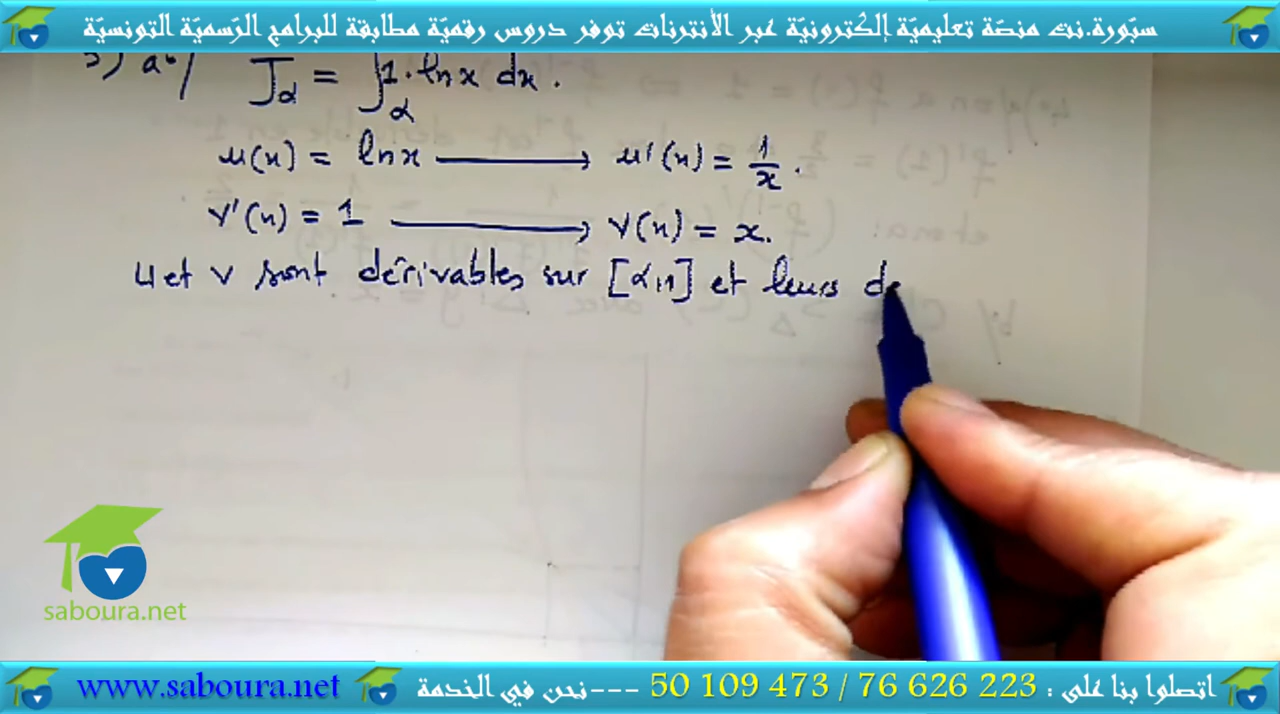 سبّورة.نت منصّة تعليميّة إلكترونيّة عبر الأنترنات توفر دروس رقميّة مطابقة للبرامج الرّسميّة التونسيّة
3) a°/ J_α = ∫_α^1 1·ln x dx.
u(x) = ln x ⟶ u'(x) = 1/x.
v'(x) = 1 ⟶ v(x) = x.
u et v sont dérivables sur [α,1] et leurs dé
saboura.net
www.saboura.net اتصلوا بنا على : 50 109 473 / 76 626 223 ---نحن في الخدمة